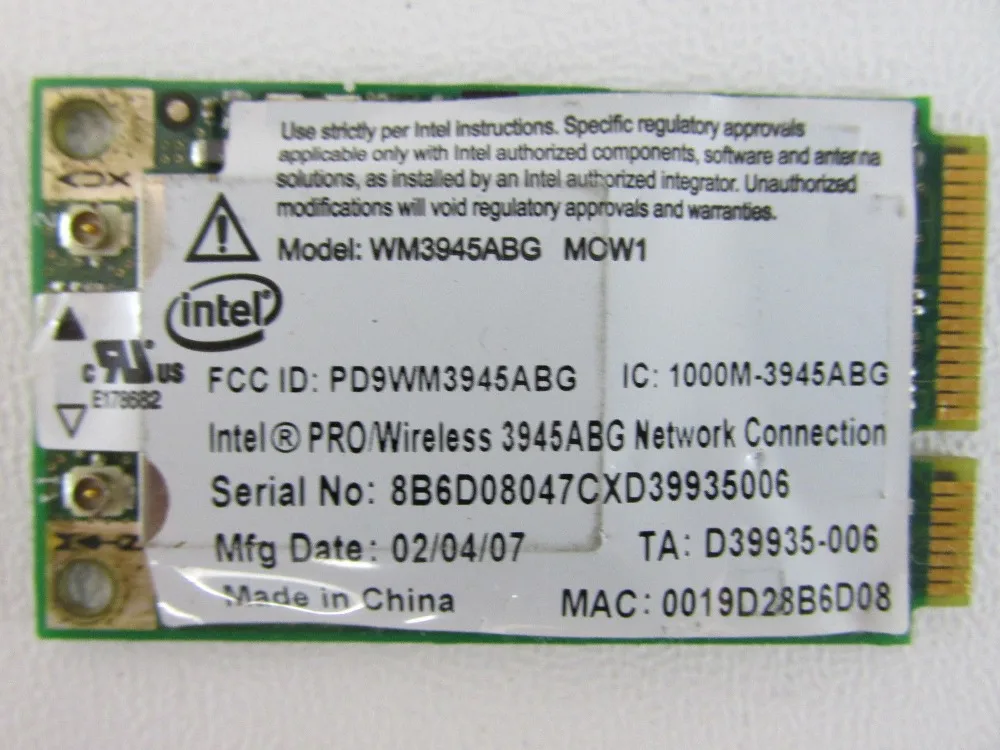 Use strictly per Intel instructions. Specific regulatory approvals
applicable only with Intel authorized components, software and antenna
solutions, as installed by an Intel authorized integrator. Unauthorized
modifications will void regulatory approvals and warranties.
Model: WM3945ABG MOW1
intel®
c RU US
E178682
FCC ID: PD9WM3945ABG IC: 1000M-3945ABG
Intel® PRO/Wireless 3945ABG Network Connection
Serial No: 8B6D08047CXD39935006
Mfg Date: 02/04/07 TA: D39935-006
Made in China MAC: 0019D28B6D08